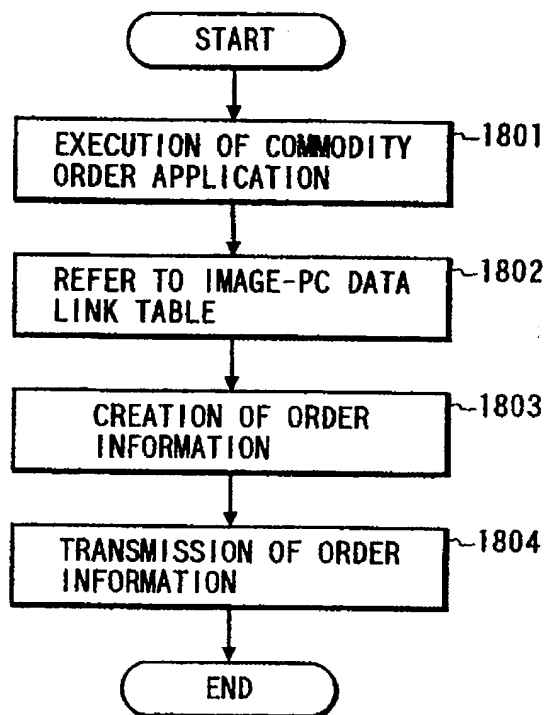 START
EXECUTION OF COMMODITY
ORDER APPLICATION
1801
REFER TO IMAGE-PC DATA
LINK TABLE
1802
CREATION OF ORDER
INFORMATION
1803
TRANSMISSION OF ORDER
INFORMATION
1804
END